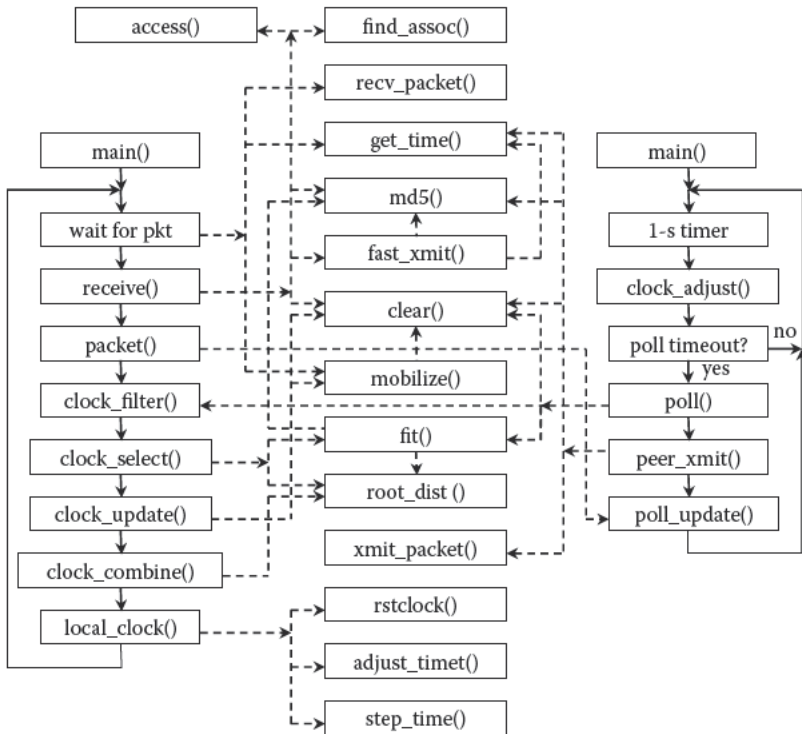 access()
find_assoc()
recv_packet()
main()
get_time()
main()
md5()
wait for pkt
fast_xmit()
1-s timer
receive()
clear()
clock_adjust()
packet()
poll timeout?
no
mobilize()
yes
clock_filter()
poll()
fit()
clock_select()
peer_xmit()
root_dist ()
clock_update()
poll_update()
xmit_packet()
clock_combine()
rstclock()
local_clock()
adjust_timet()
step_time()